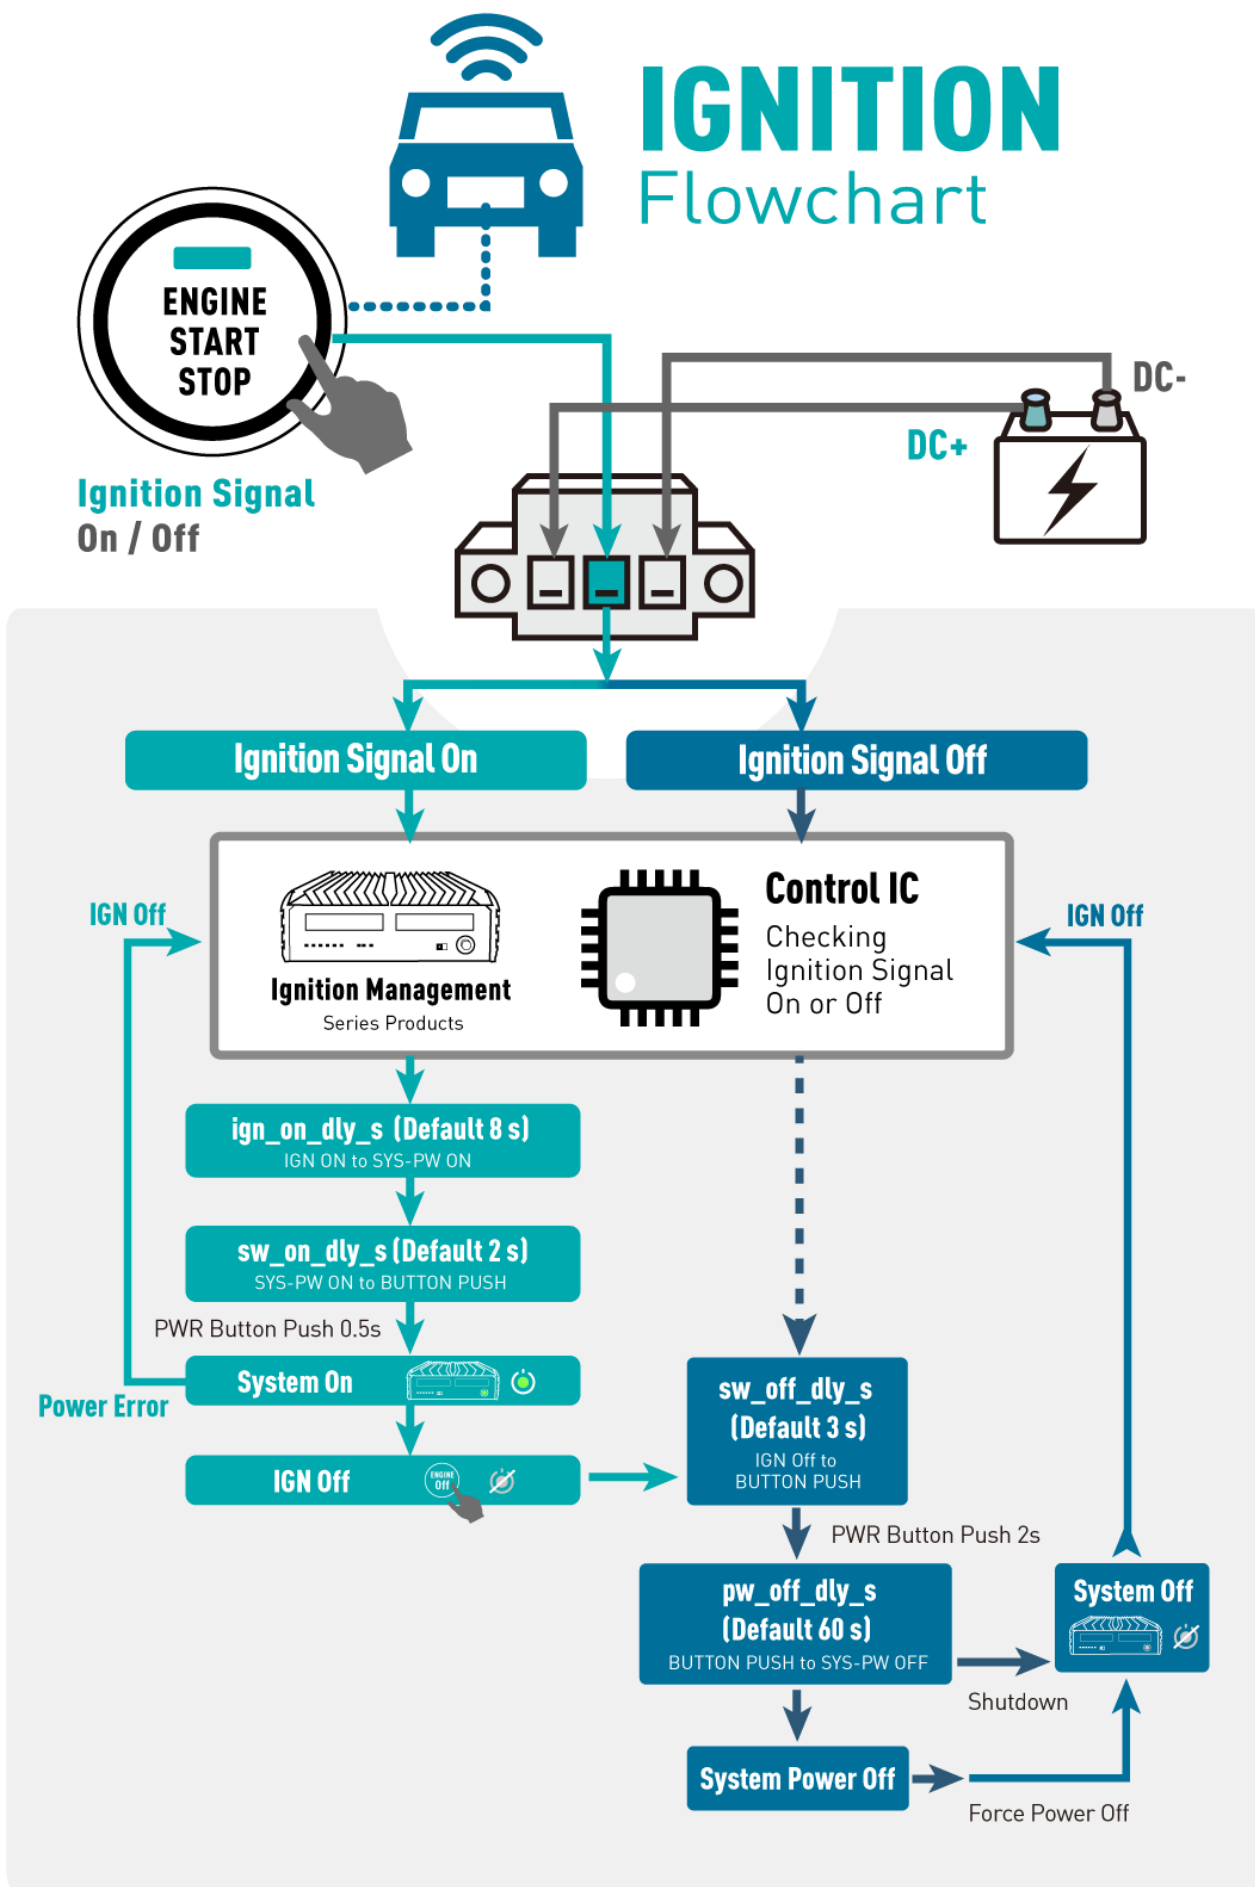 IGNITION
Flowchart
ENGINE
START
STOP
Ignition Signal
On / Off
DC-
DC+
Ignition Signal On
Ignition Signal Off
IGN Off
Ignition Management
Series Products
Control IC
Checking
Ignition Signal
On or Off
IGN Off
ign_on_dly_s (Default 8 s)
IGN ON to SYS-PW ON
sw_on_dly_s (Default 2 s)
SYS-PW ON to BUTTON PUSH
PWR Button Push 0.5s
System On
Power Error
IGN Off
ENGINE
Off
sw_off_dly_s
(Default 3 s)
IGN Off to
BUTTON PUSH
PWR Button Push 2s
pw_off_dly_s
(Default 60 s)
BUTTON PUSH to SYS-PW OFF
System Off
Shutdown
System Power Off
Force Power Off